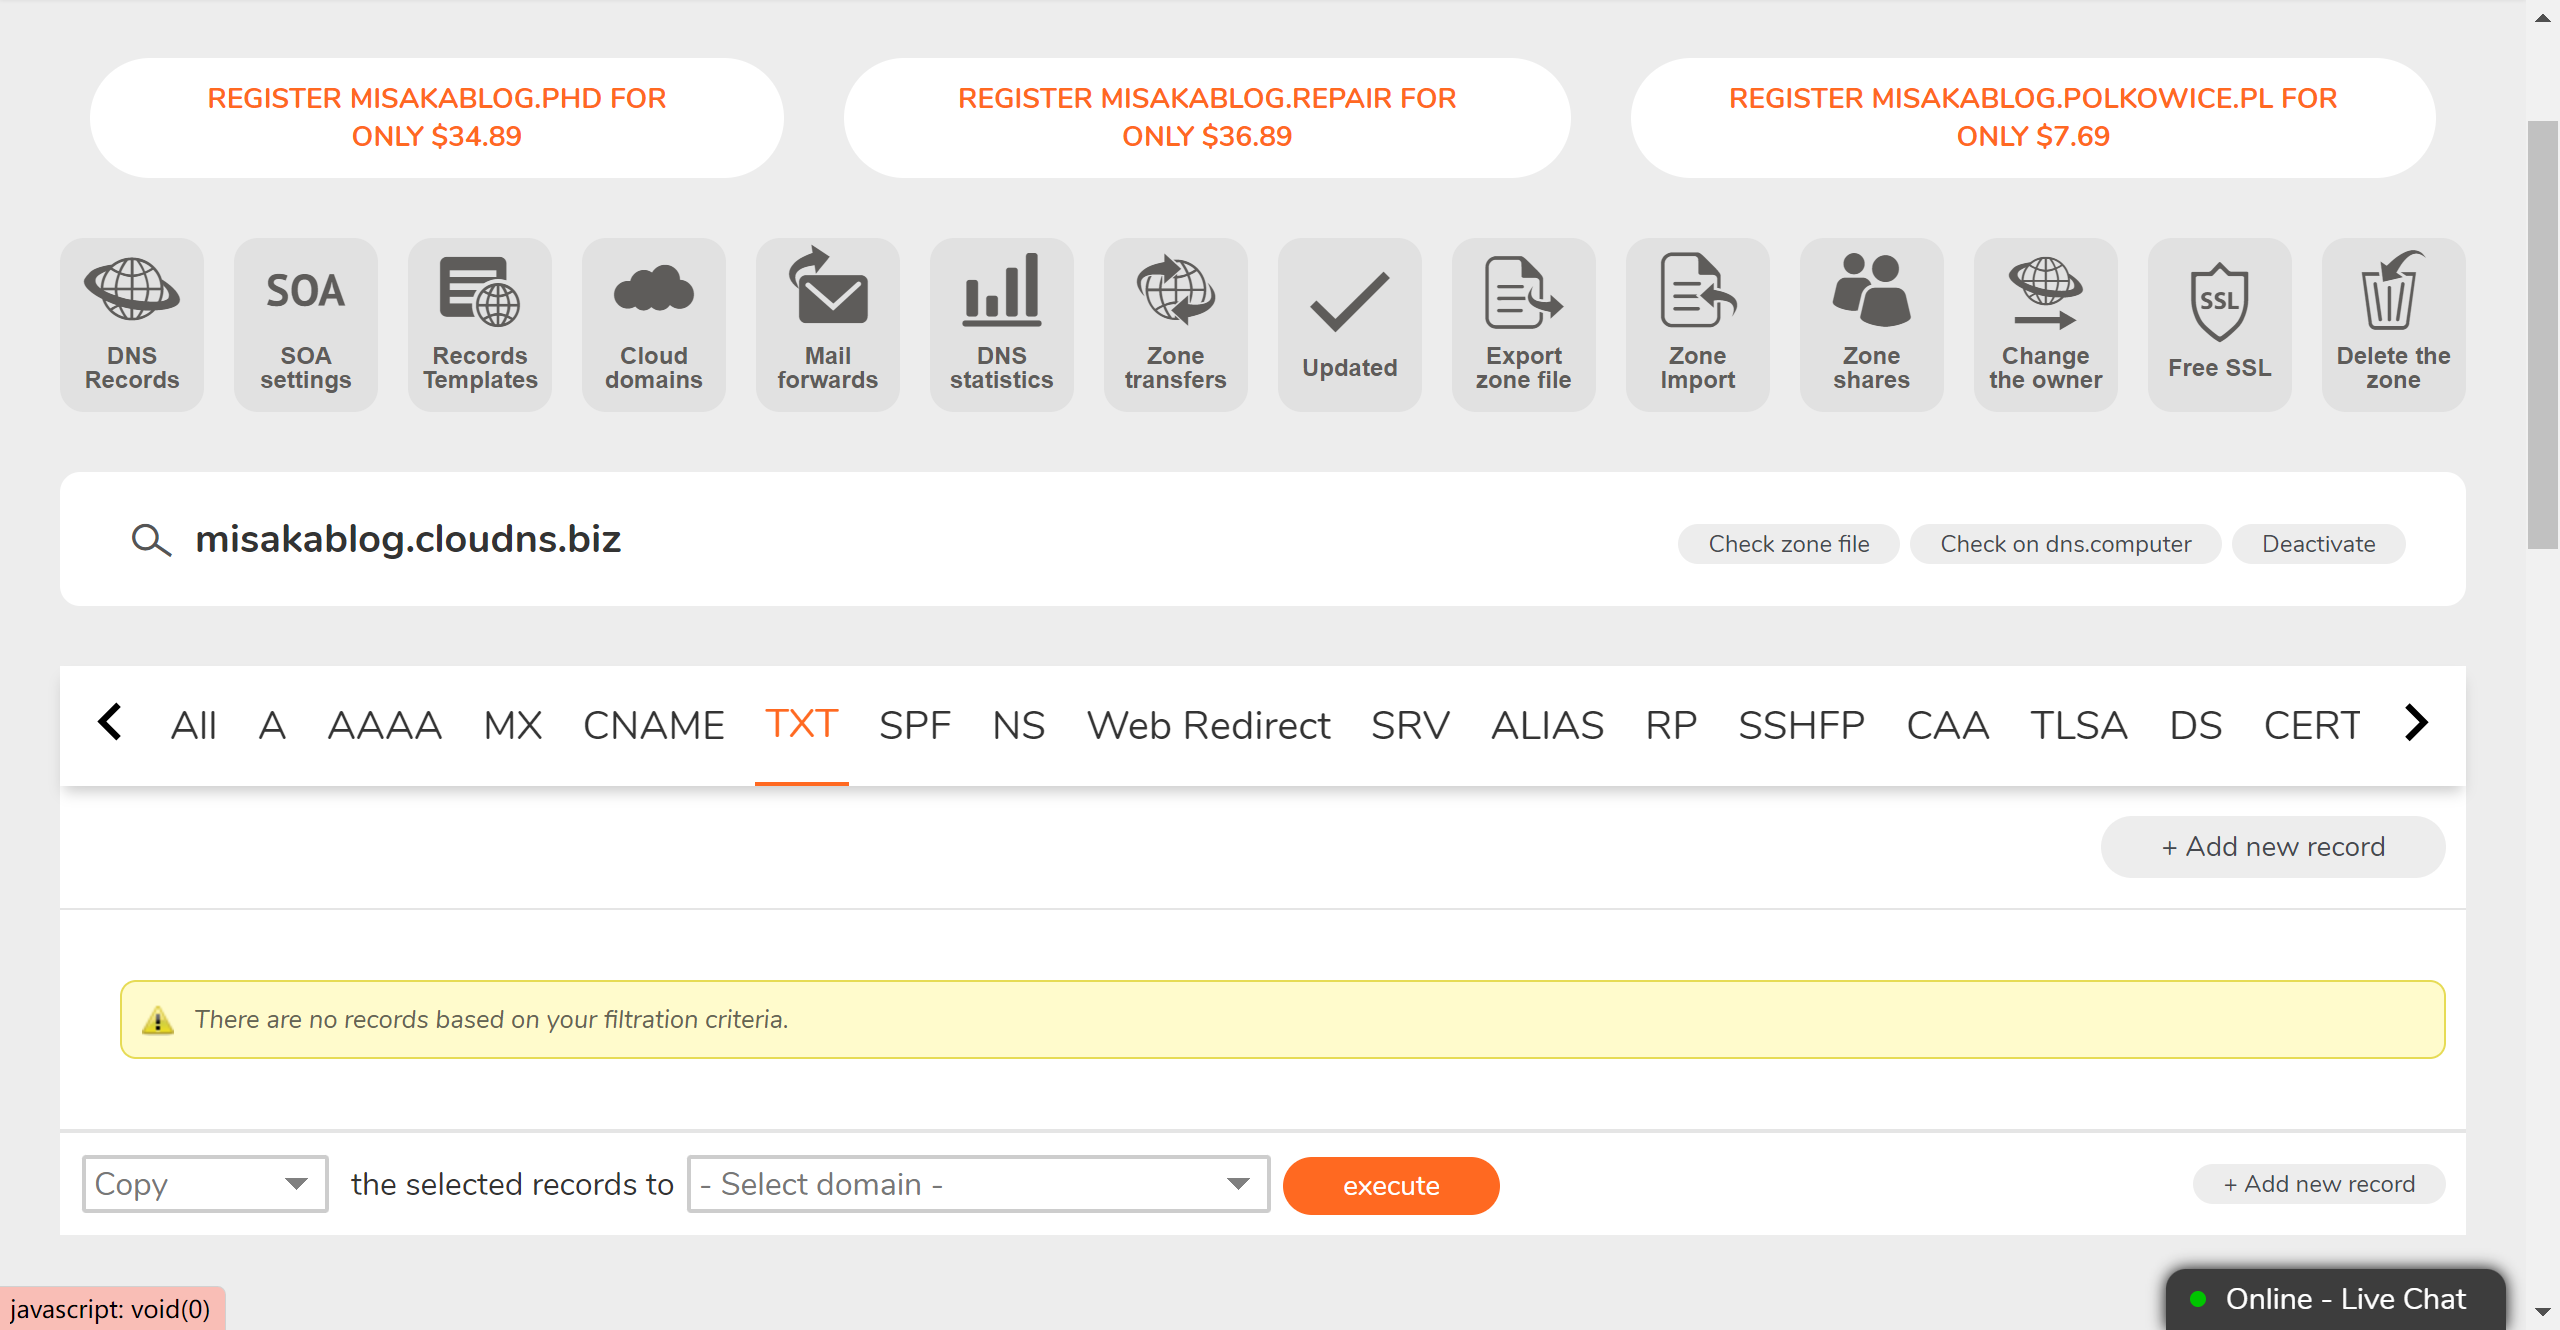 REGISTER MISAKABLOG.PHD FOR
ONLY $34.89
REGISTER MISAKABLOG.REPAIR FOR
ONLY $36.89
REGISTER MISAKABLOG.POLKOWICE.PL FOR
ONLY $7.69
DNS
Records
SOA
SOA
settings
Records
Templates
Cloud
domains
Mail
forwards
DNS
statistics
Zone
transfers
Updated
Export
zone file
Zone
Import
Zone
shares
Change
the owner
SSL
Free SSL
Delete the
zone
misakablog.cloudns.biz
Check zone file
Check on dns.computer
Deactivate
All A AAAA MX CNAME TXT SPF NS Web Redirect SRV ALIAS RP SSHFP CAA TLSA DS CERT
+ Add new record
There are no records based on your filtration criteria.
Copy the selected records to - Select domain - execute + Add new record
javascript: void(0)
Online - Live Chat